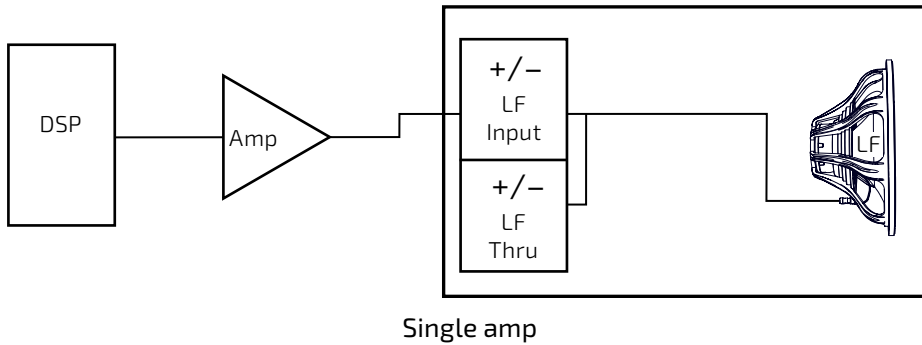 DSP
Amp
+/−
LF
Input
+/−
LF
Thru
LF
Single amp